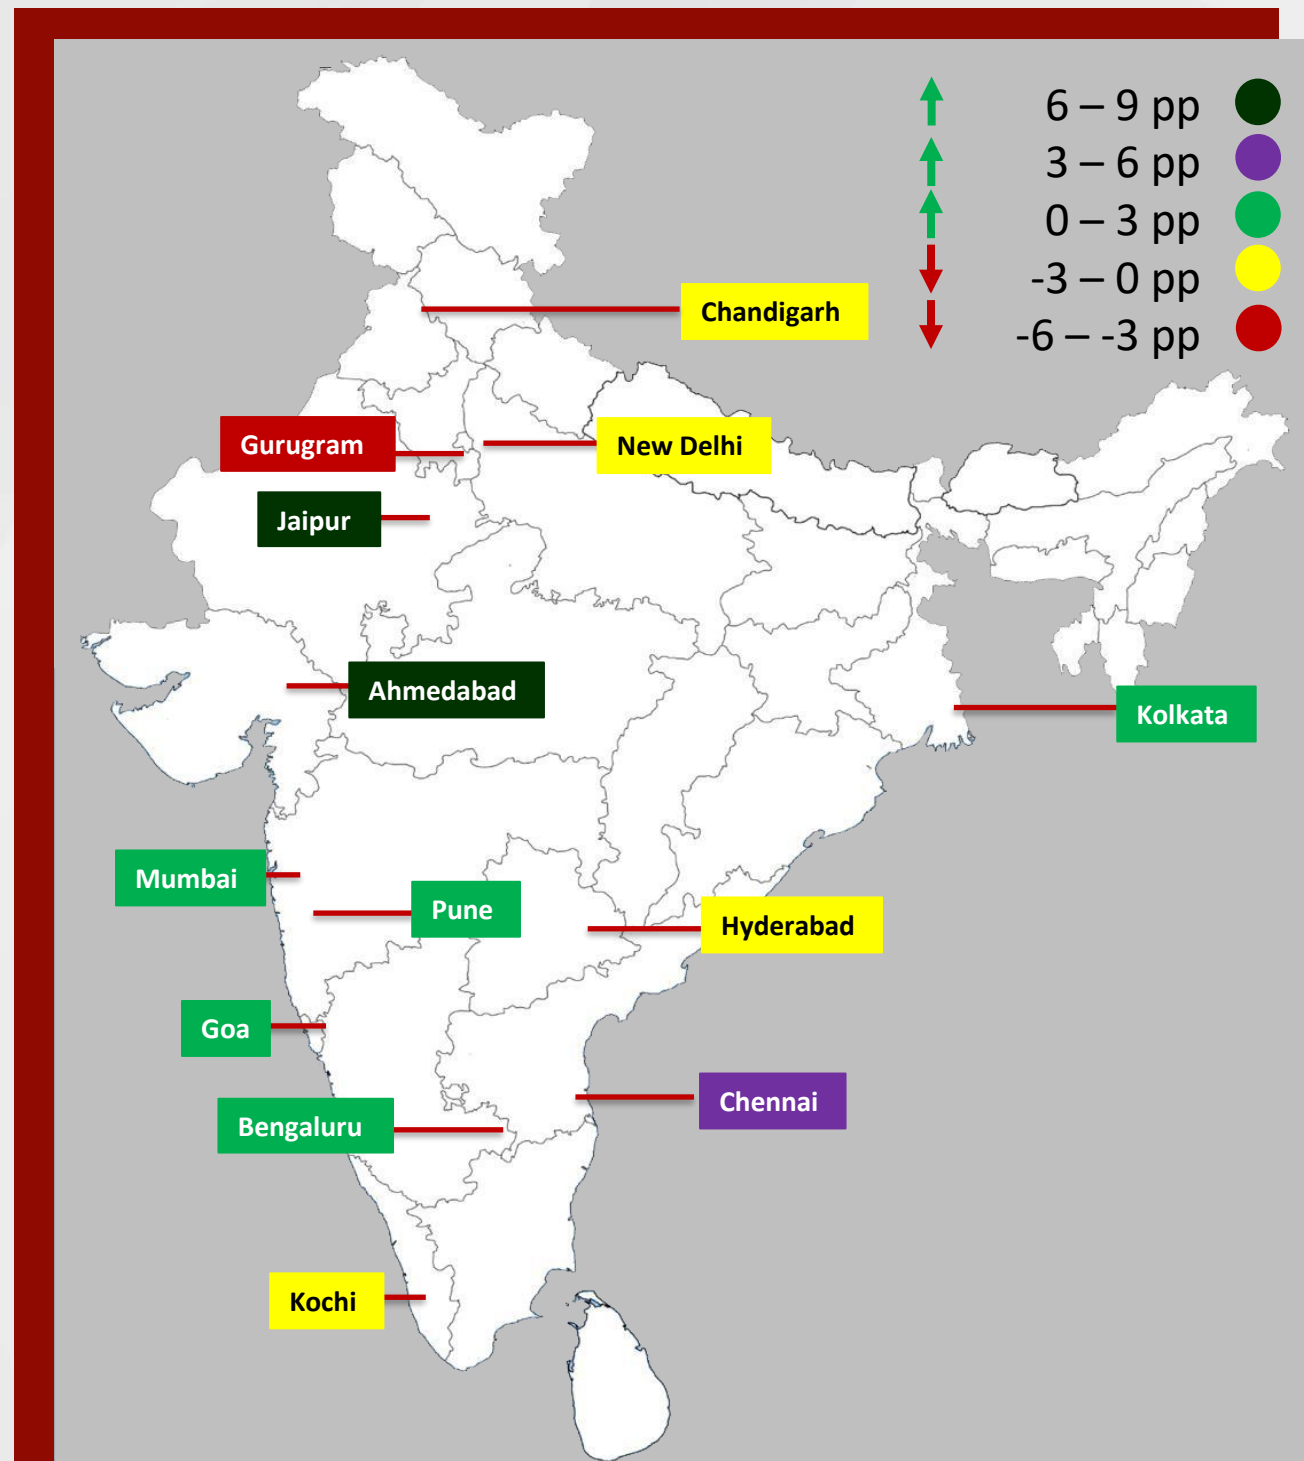 6 – 9 pp
3 – 6 pp
0 – 3 pp
-3 – 0 pp
-6 – -3 pp
Chandigarh
Gurugram
New Delhi
Jaipur
Ahmedabad
Kolkata
Mumbai
Pune
Hyderabad
Goa
Chennai
Bengaluru
Kochi